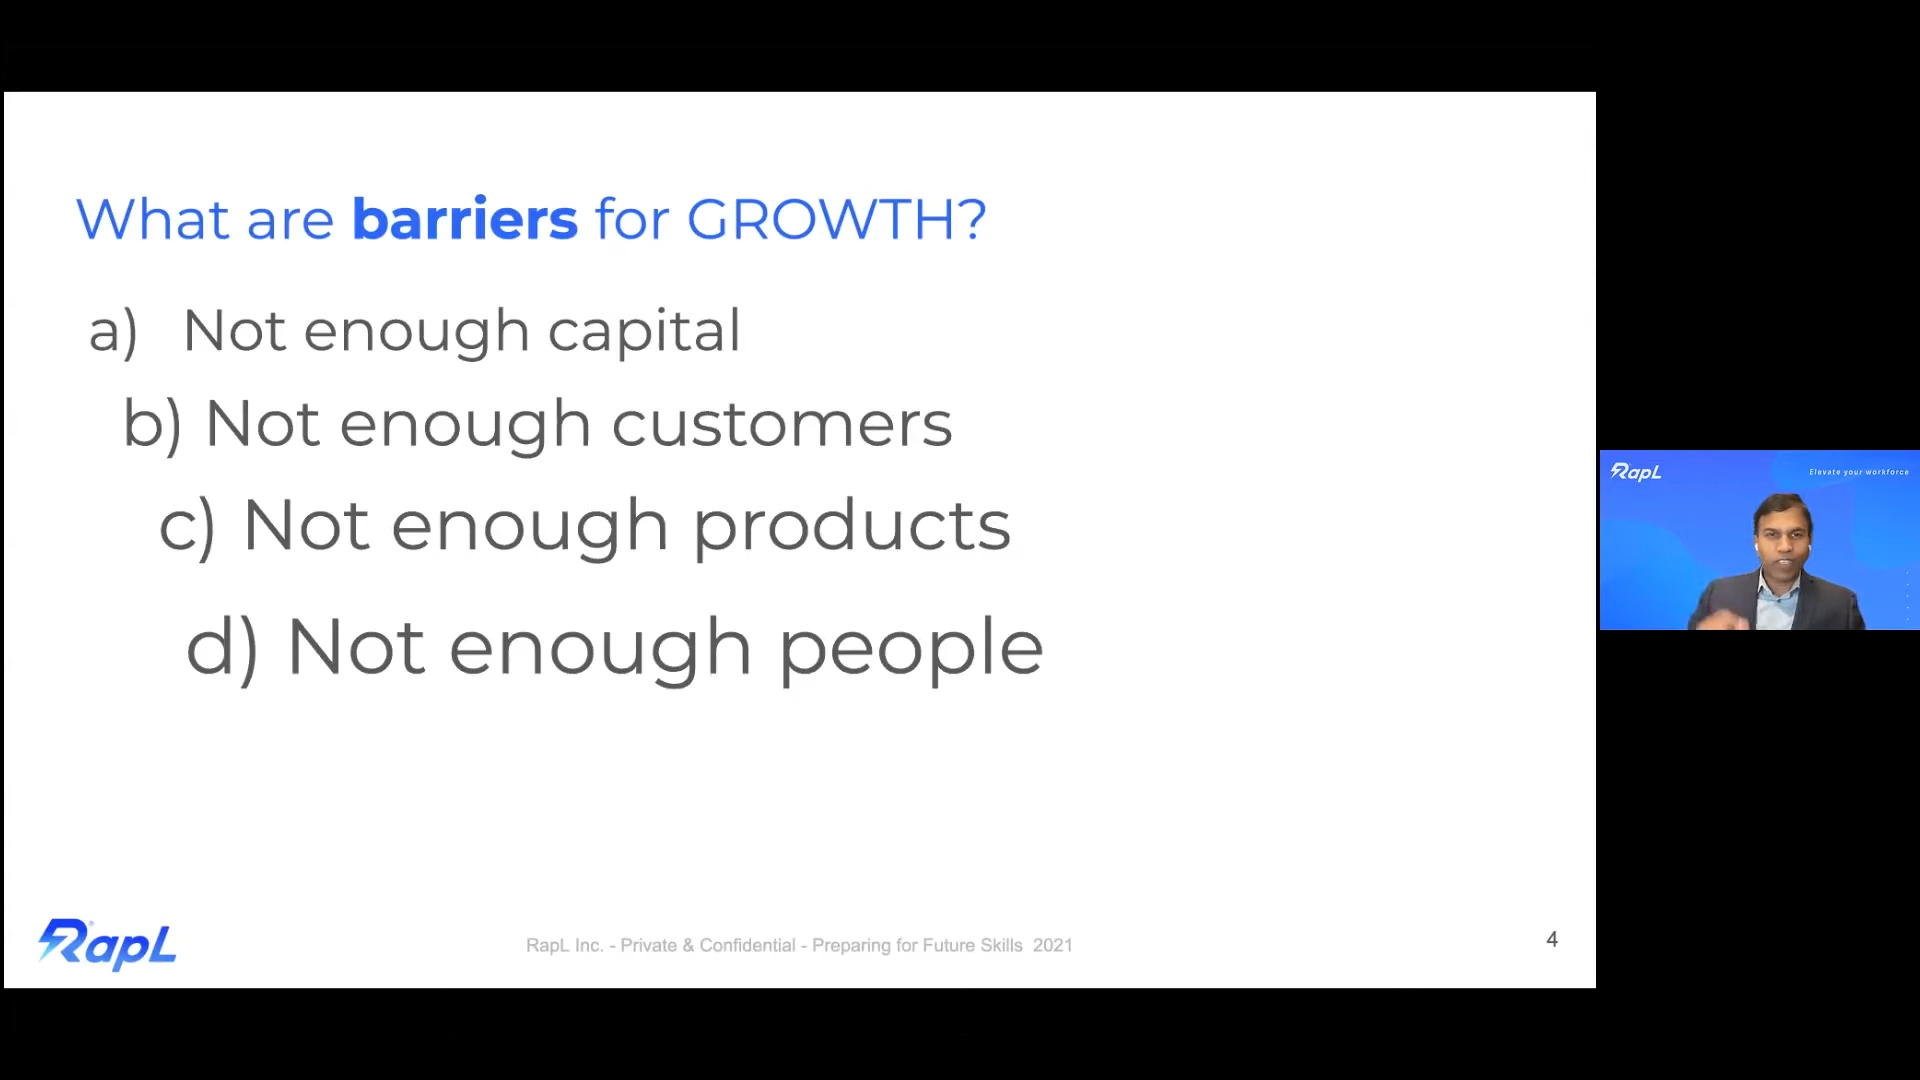 What are barriers for GROWTH?
a) Not enough capital
b) Not enough customers
c) Not enough products
d) Not enough people
RapL
RapL Inc. - Private & Confidential - Preparing for Future Skills 2021
4
RapL
Elevate your workforce